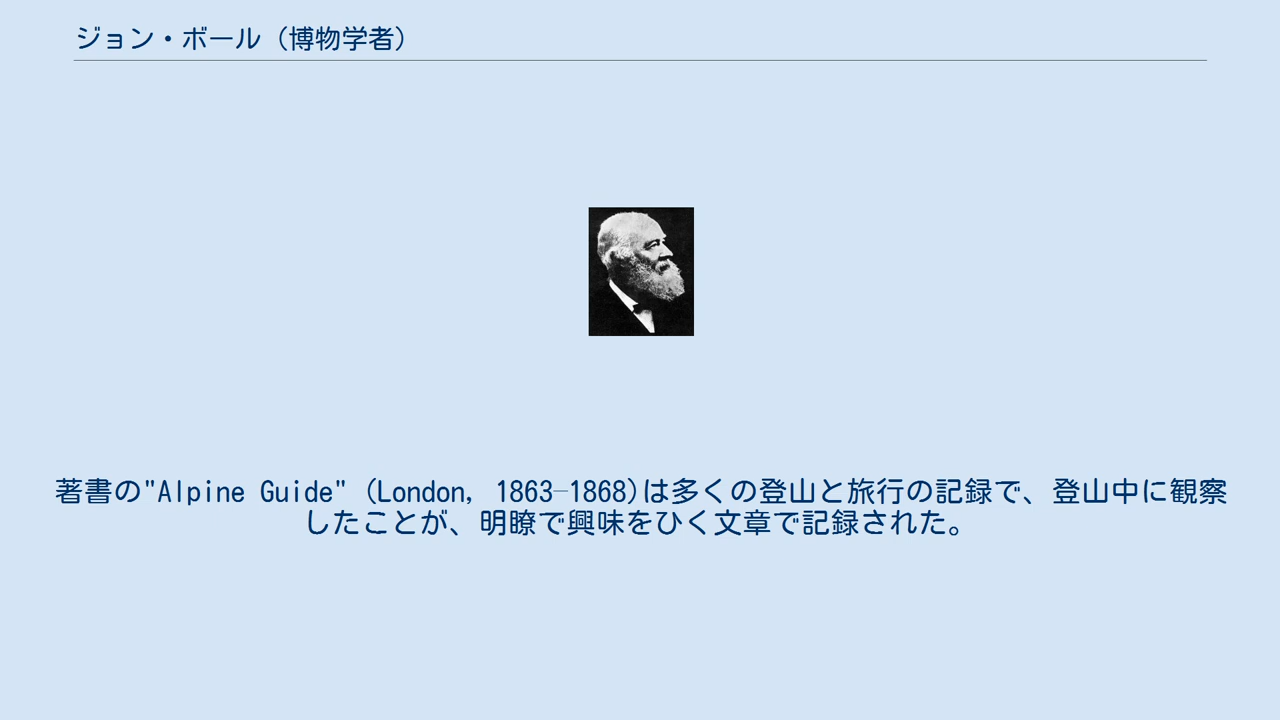 ジョン・ボール（博物学者）
著書の"Alpine Guide" (London, 1863–1868)は多くの登山と旅行の記録で、登山中に観察
したことが、明瞭で興味をひく文章で記録された。